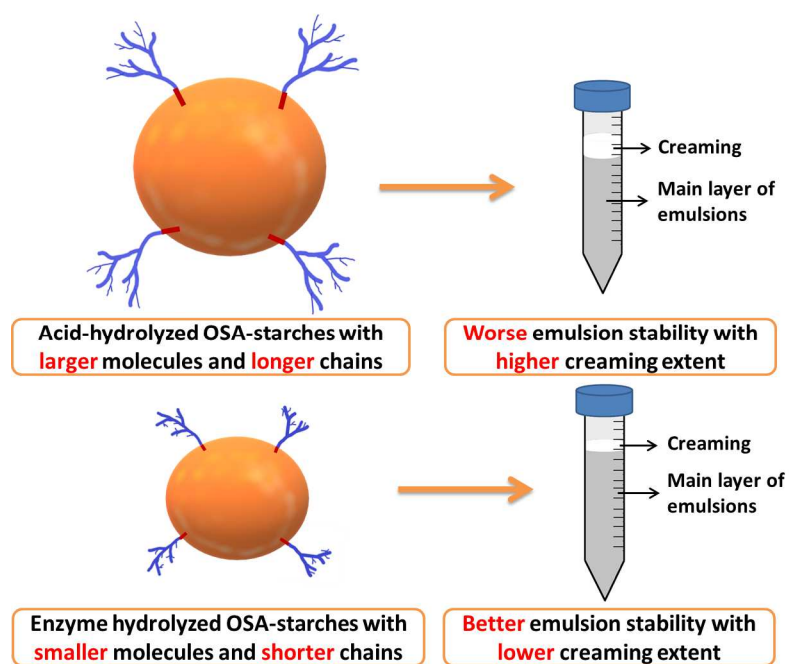 Creaming
Main layer of
emulsions
Acid-hydrolyzed OSA-starches with
larger molecules and longer chains
Worse emulsion stability with
higher creaming extent
Creaming
Main layer of
emulsions
Enzyme hydrolyzed OSA-starches with
smaller molecules and shorter chains
Better emulsion stability with
lower creaming extent